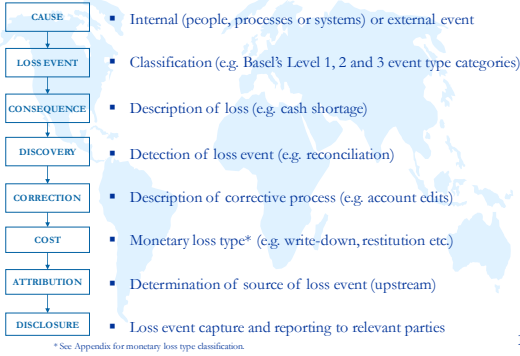 CAUSE
Internal (people, processes or systems) or external event
LOSS EVENT
Classification (e.g. Basel's Level 1, 2 and 3 event type categories)
CONSEQUENCE
Description of loss (e.g. cash shortage)
DISCOVERY
Detection of loss event (e.g. reconciliation)
CORRECTION
Description of corrective process (e.g. account edits)
COST
Monetary loss type* (e.g. write-down, restitution etc.)
ATTRIBUTION
Determination of source of loss event (upstream)
DISCLOSURE
Loss event capture and reporting to relevant parties
* See Appendix for monetary loss type classification.